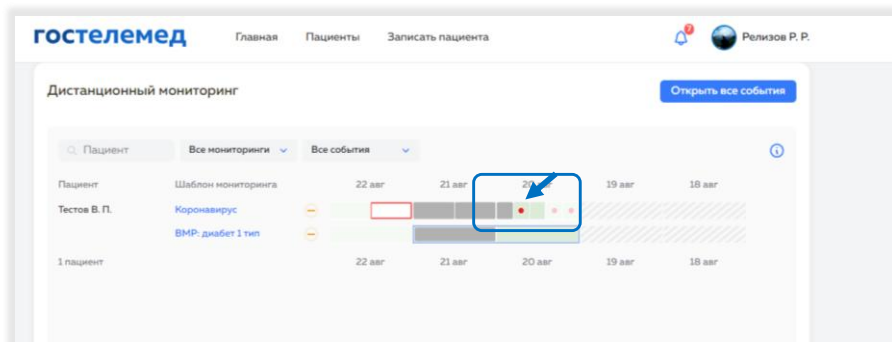 гостелемед Главная Пациенты Записать пациента 7 Релизов Р. Р.
Дистанционный мониторинг Открыть все события
Пациент Все мониторинги Все события
Пациент Шаблон мониторинга 22 авг 21 авг 20 авг 19 авг 18 авг
Тестов В. П. Коронавирус
ВМР: диабет 1 тип
1 пациент 22 авг 21 авг 20 авг 19 авг 18 авг